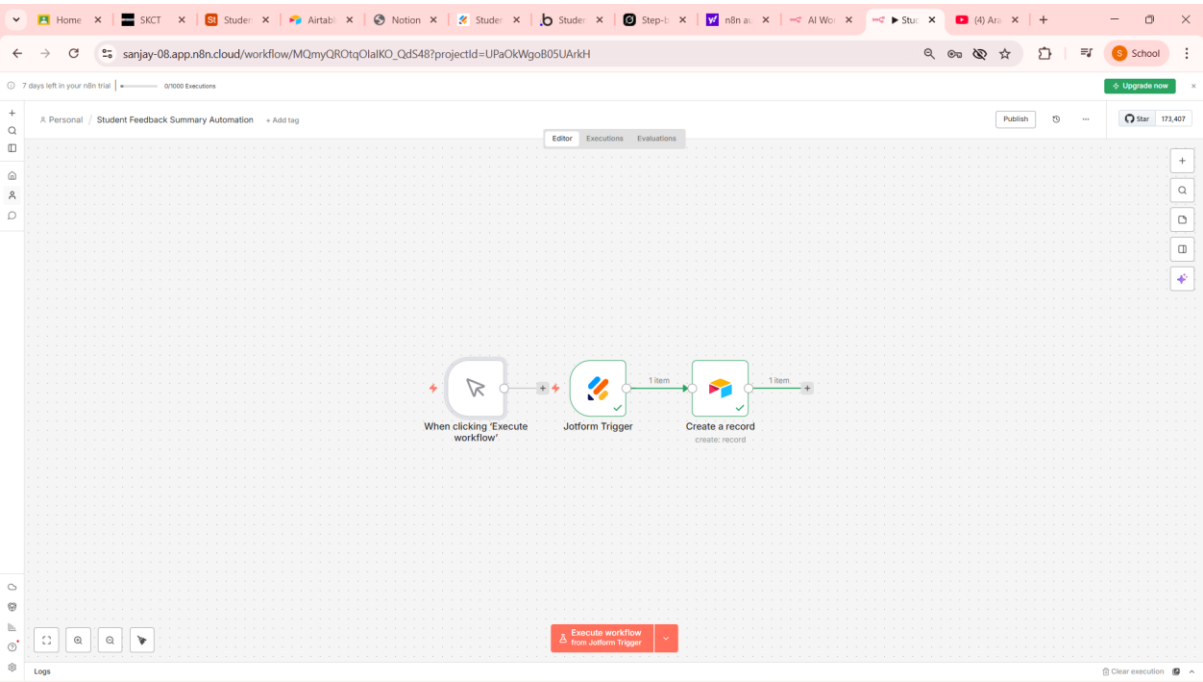 Home
SKCT
Studer
Airtabl
Notion
Studer
Studer
Step-b
n8n au
AI Wor
Stuc
(4) Ara
sanjay-08.app.n8n.cloud/workflow/MQmyQROtqOlaIKO_QdS48?projectId=UPaOkWgoB05UArkH
School
7 days left in your n8n trial
0/1000 Executions
Upgrade now
Personal / Student Feedback Summary Automation + Add tag
Publish
Star 173,407
Editor Executions Evaluations
1 item
1 item
When clicking 'Execute
workflow'
Jotform Trigger
Create a record
create: record
Execute workflow
from Jotform Trigger
Logs
Clear execution